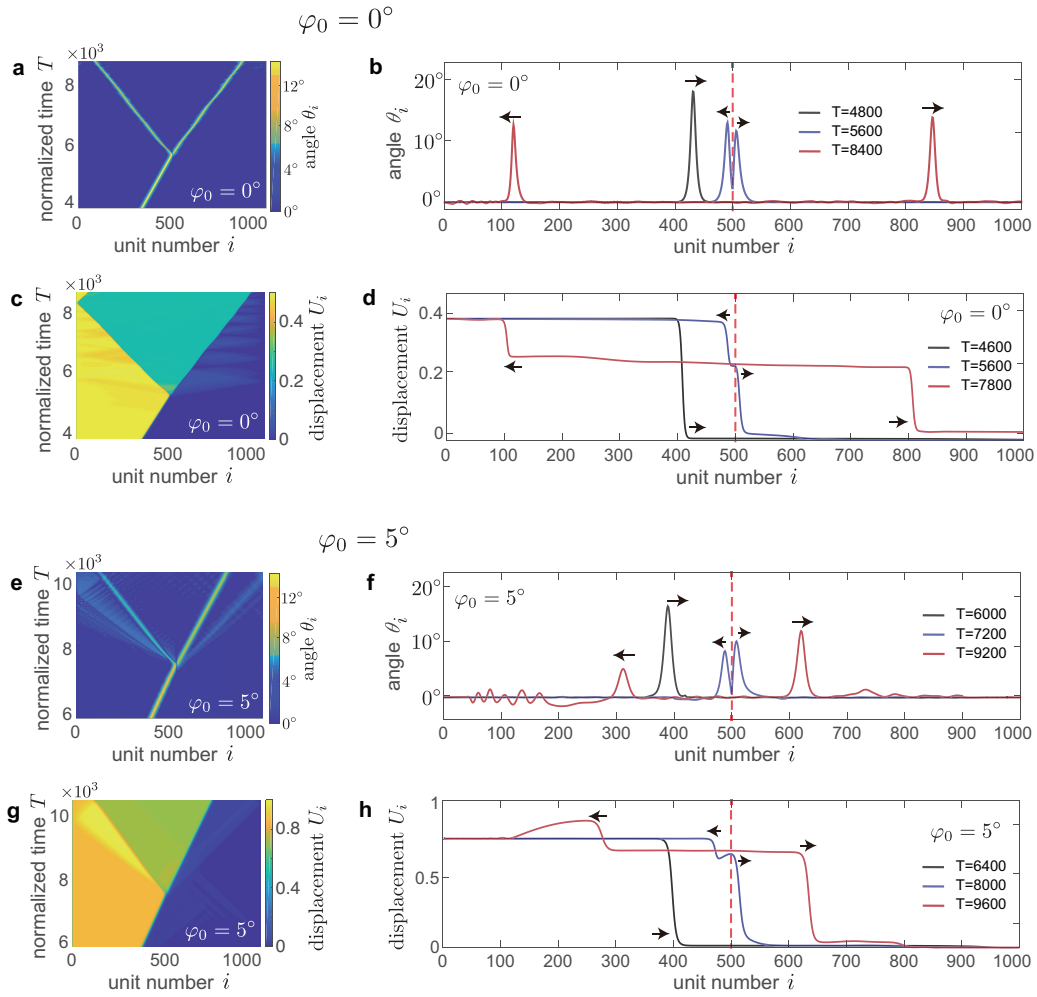 φ₀ = 0°
a
×10³
normalized time T
8
6
4
0
500
1000
unit number i
φ₀ = 0°
12°
8°
4°
0°
angle θᵢ
b
φ₀ = 0°
20°
10°
0°
angle θᵢ
T=4800
T=5600
T=8400
0 100 200 300 400 500 600 700 800 900 1000
unit number i
c
×10³
normalized time T
8
6
4
0
500
1000
unit number i
φ₀ = 0°
0.4
0.2
0
displacement Uᵢ
d
φ₀ = 0°
0.4
0.2
0
displacement Uᵢ
T=4600
T=5600
T=7800
0 100 200 300 400 500 600 700 800 900 1000
unit number i
φ₀ = 5°
e
×10³
normalized time T
10
8
6
0
500
1000
unit number i
φ₀ = 5°
12°
8°
4°
0°
angle θᵢ
f
φ₀ = 5°
20°
10°
0°
angle θᵢ
T=6000
T=7200
T=9200
0 100 200 300 400 500 600 700 800 900 1000
unit number i
g
×10³
normalized time T
10
8
6
0
500
1000
unit number i
φ₀ = 5°
0.8
0.4
0
displacement Uᵢ
h
φ₀ = 5°
1
0.5
0
displacement Uᵢ
T=6400
T=8000
T=9600
0 100 200 300 400 500 600 700 800 900 1000
unit number i